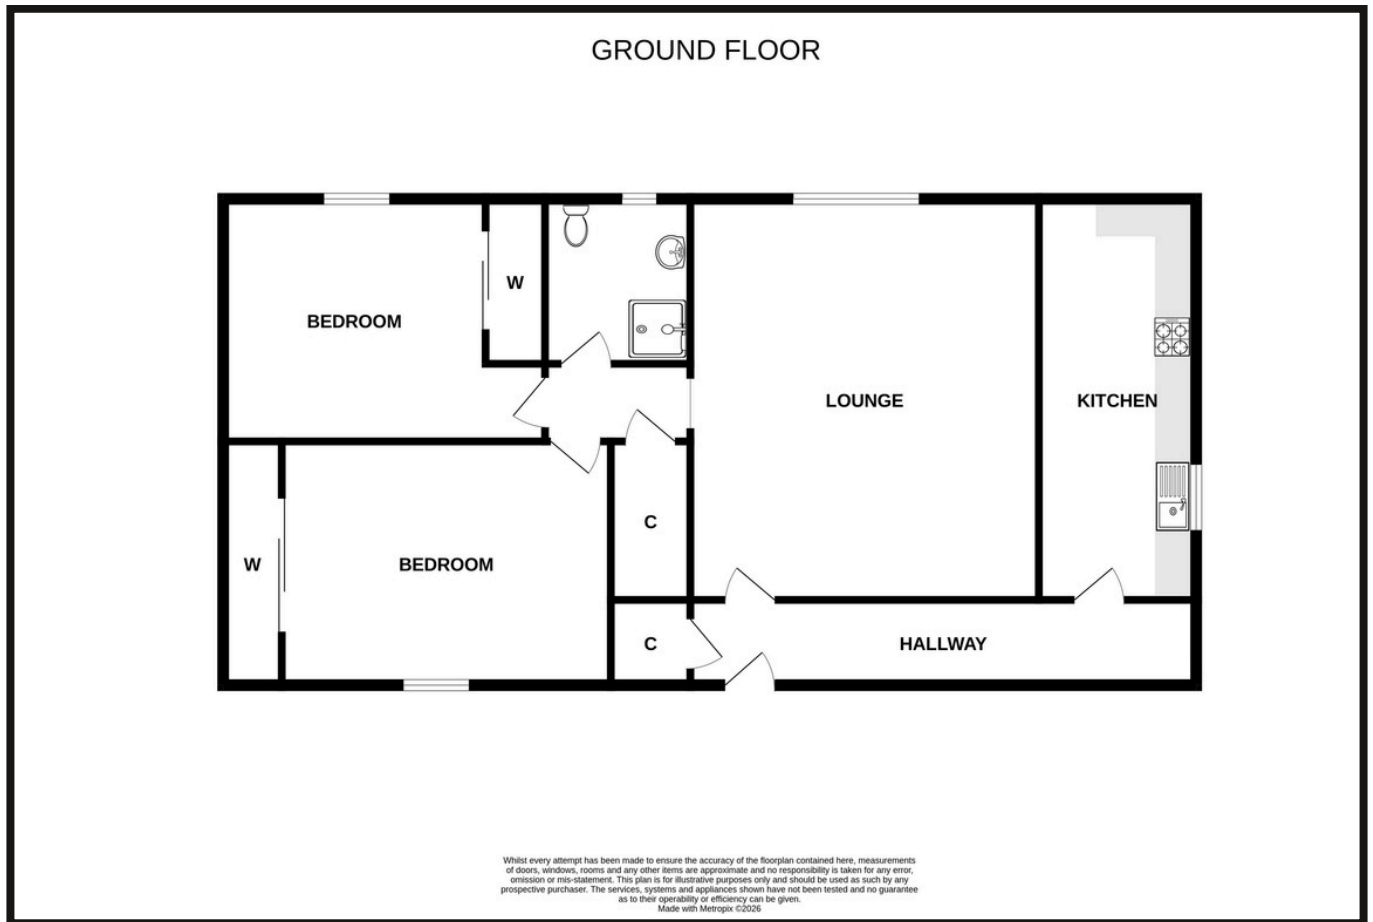 GROUND FLOOR
W
BEDROOM
LOUNGE
KITCHEN
C
W
BEDROOM
C
HALLWAY
Whilst every attempt has been made to ensure the accuracy of the floorplan contained here, measurements
of doors, windows, rooms and any other items are approximate and no responsibility is taken for any error,
omission or mis-statement. This plan is for illustrative purposes only and should be used as such by any
prospective purchaser. The services, systems and appliances shown have not been tested and no guarantee
as to their operability or efficiency can be given.
Made with Metropix ©2026